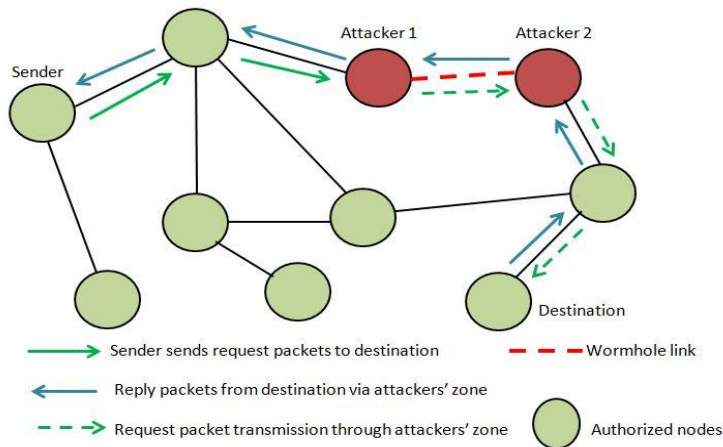 Attacker 1
Attacker 2
Sender
Destination
Sender sends request packets to destination
Wormhole link
Reply packets from destination via attackers' zone
Request packet transmission through attackers' zone
Authorized nodes